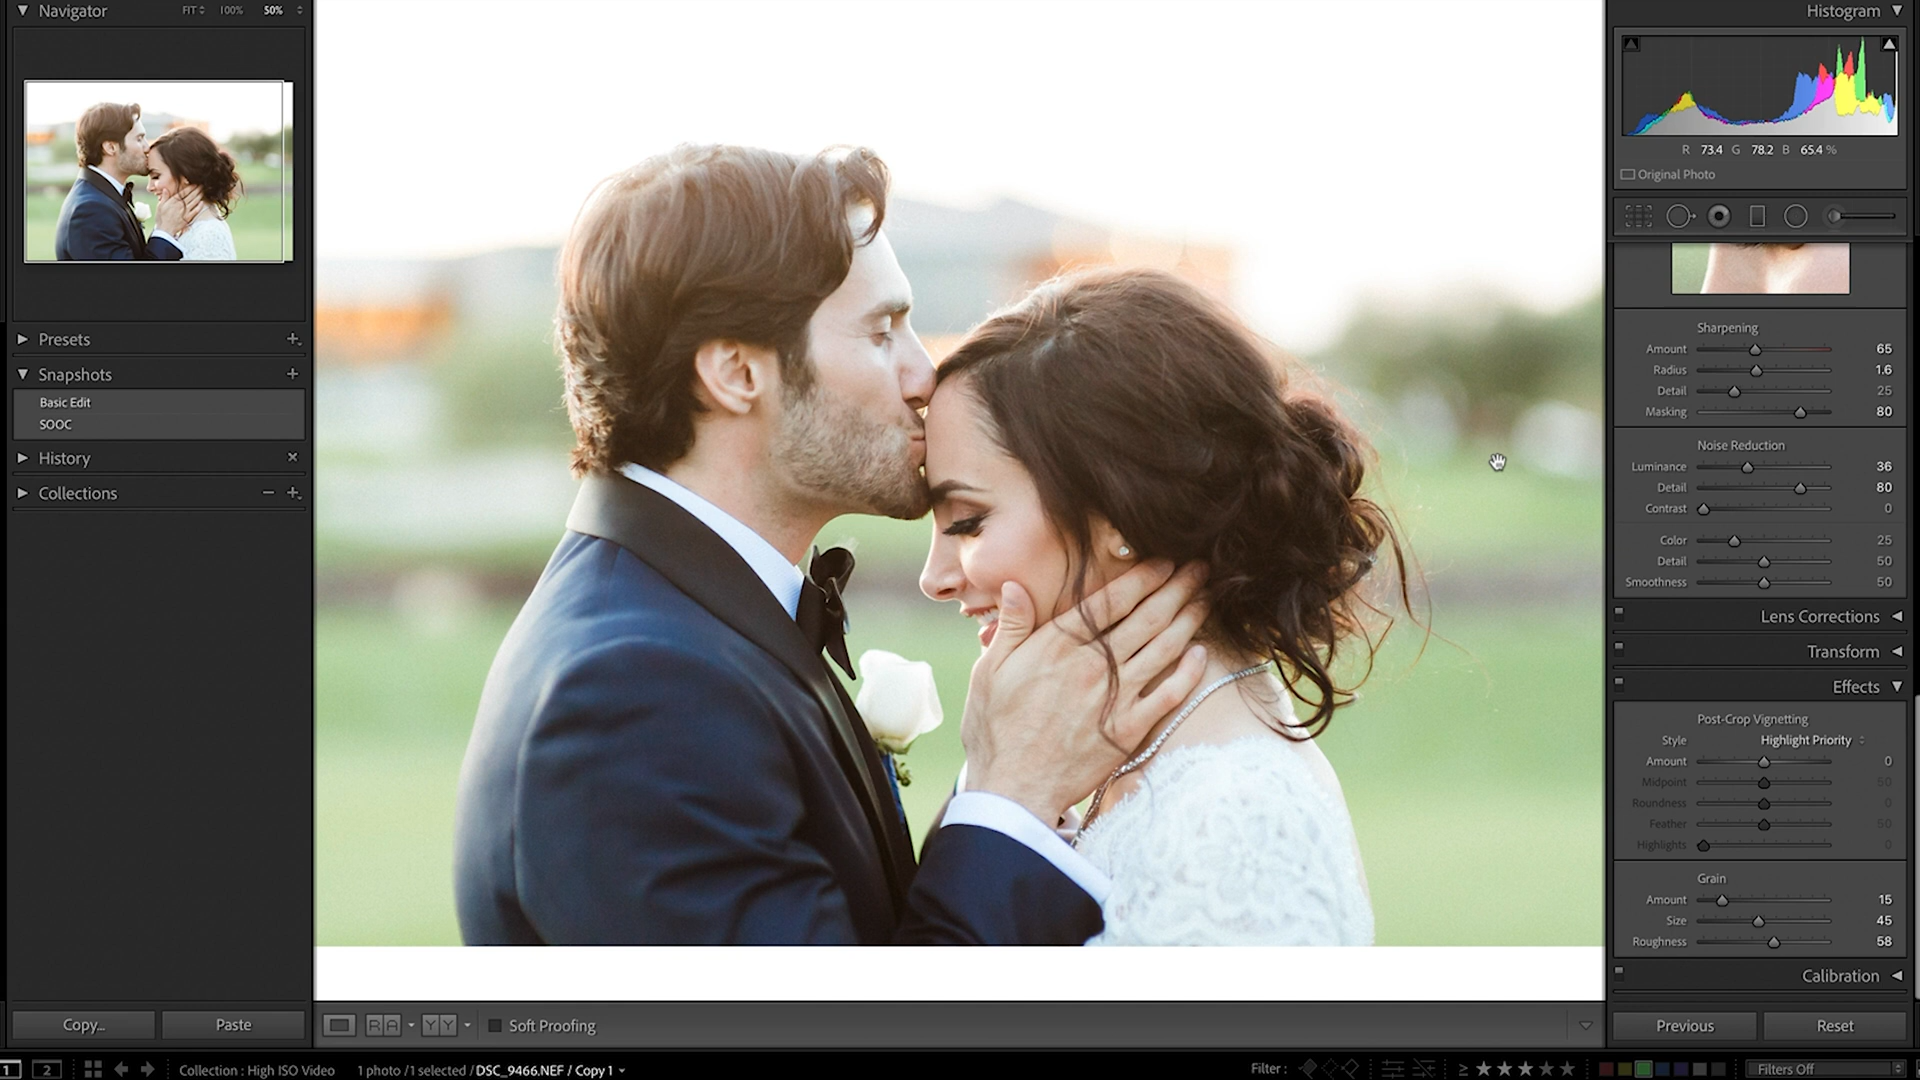 Navigator
FIT
100%
50%
Presets
Snapshots
Basic Edit
SOOC
History
Collections
Copy...
Paste
Soft Proofing
Histogram
R 73.4 G 78.2 B 65.4 %
Original Photo
Sharpening
Amount 65
Radius 1.6
Detail 25
Masking 80
Noise Reduction
Luminance 36
Detail 80
Contrast 0
Color 25
Detail 50
Smoothness 50
Lens Corrections
Transform
Effects
Post-Crop Vignetting
Style Highlight Priority
Amount 0
Midpoint 50
Roundness 0
Feather 50
Highlights 0
Grain
Amount 15
Size 45
Roughness 58
Calibration
Previous
Reset
1 2 Collection : High ISO Video 1 photo / 1 selected / DSC_9466.NEF / Copy 1 Filter : ≥ Filters Off